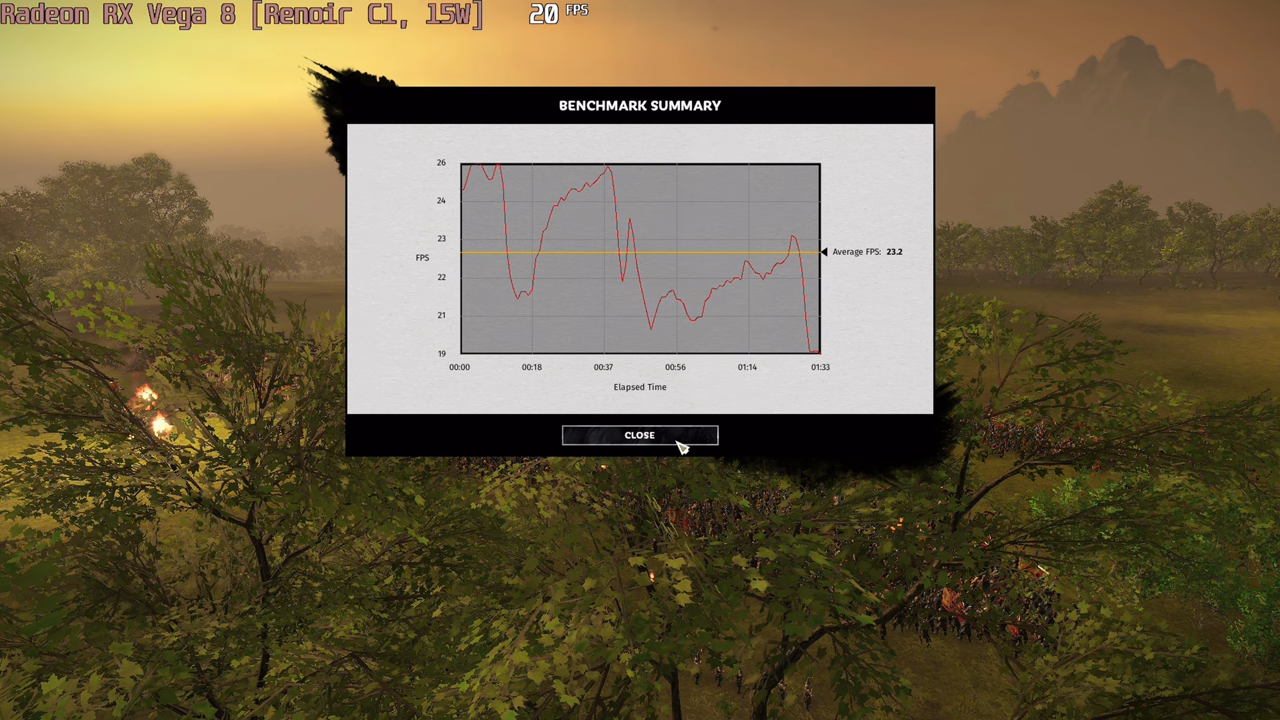 Radeon RX Vega 8 [Renoir C1, 15W] 20 FPS
BENCHMARK SUMMARY
26
24
23
22
21
19
FPS
Average FPS: 23.2
00:00 00:18 00:37 00:56 01:14 01:33
Elapsed Time
CLOSE